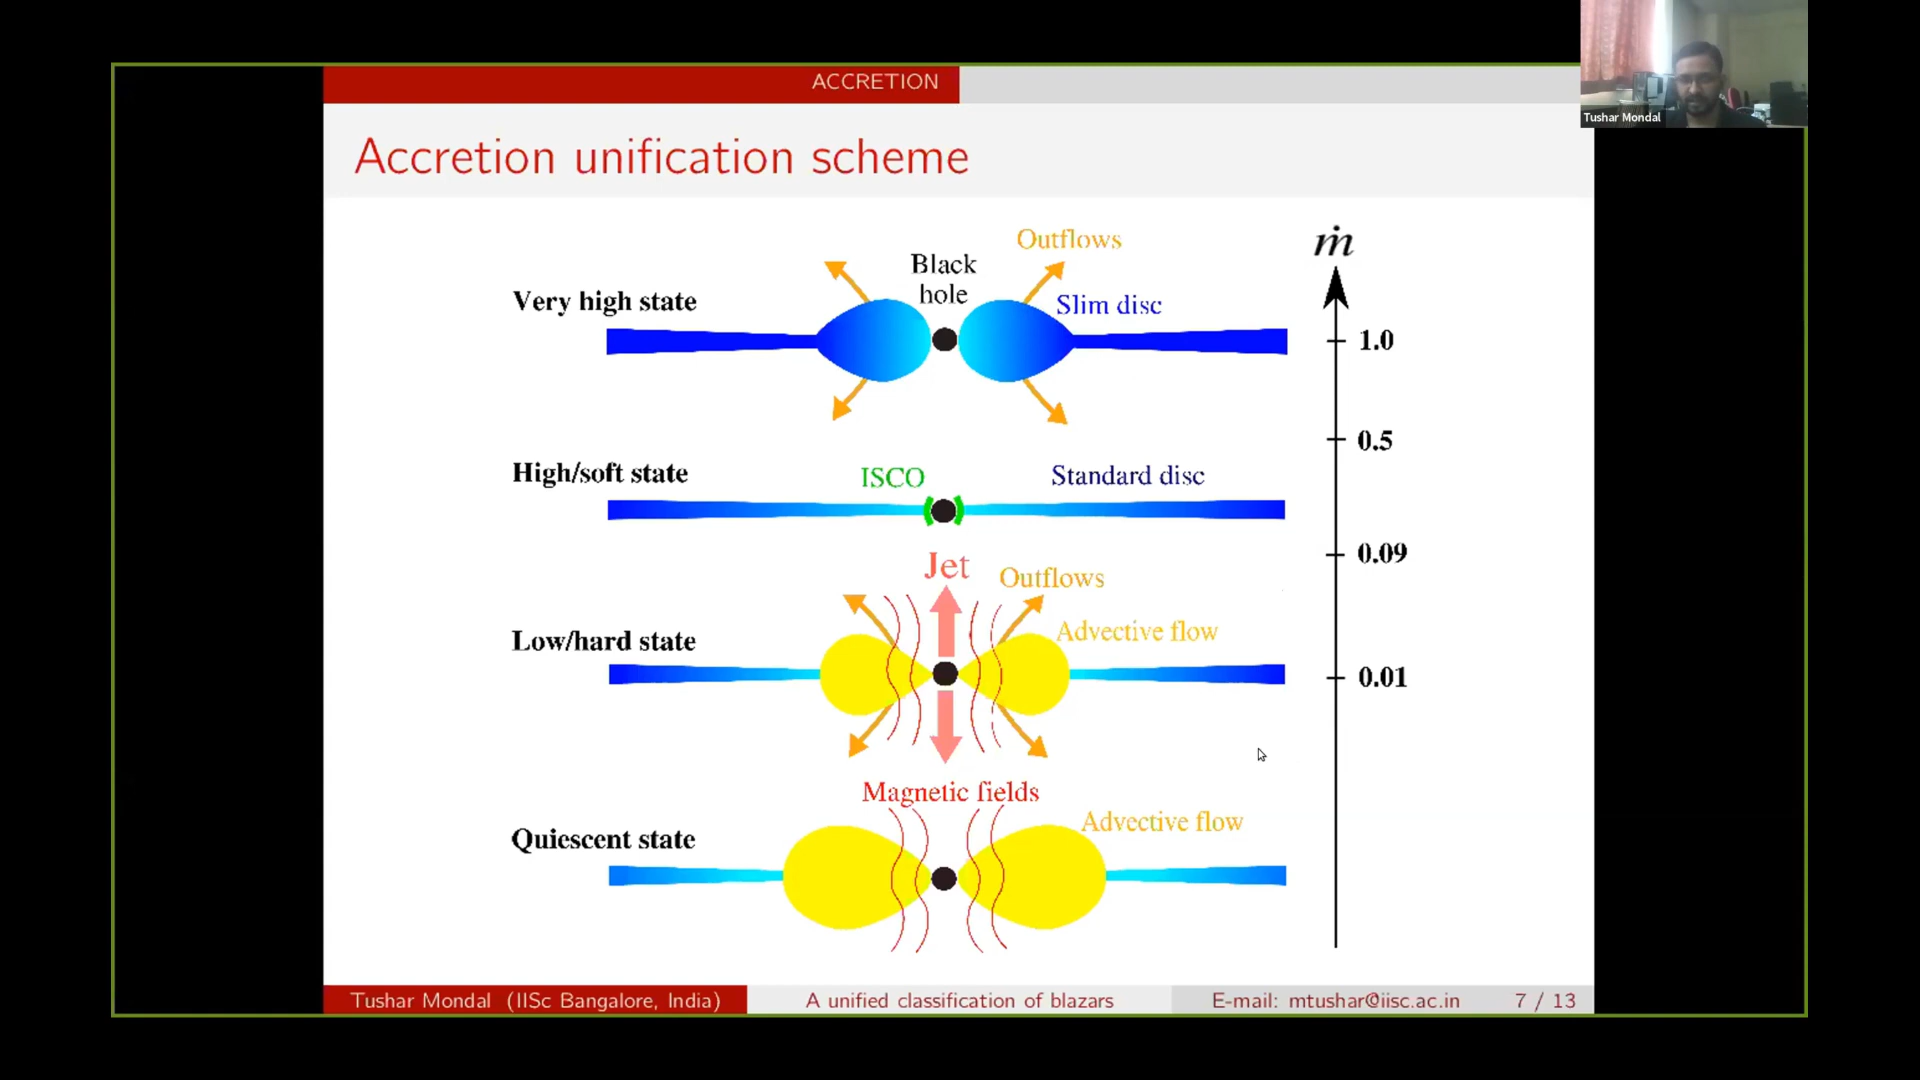 ACCRETION
Tushar Mondal
Accretion unification scheme
Outflows
ṁ
Black
hole
Very high state
Slim disc
1.0
0.5
High/soft state
ISCO
Standard disc
0.09
Jet
Outflows
Low/hard state
Advective flow
0.01
Magnetic fields
Quiescent state
Advective flow
Tushar Mondal (IISc Bangalore, India)
A unified classification of blazars
E-mail: mtushar@iisc.ac.in
7 / 13